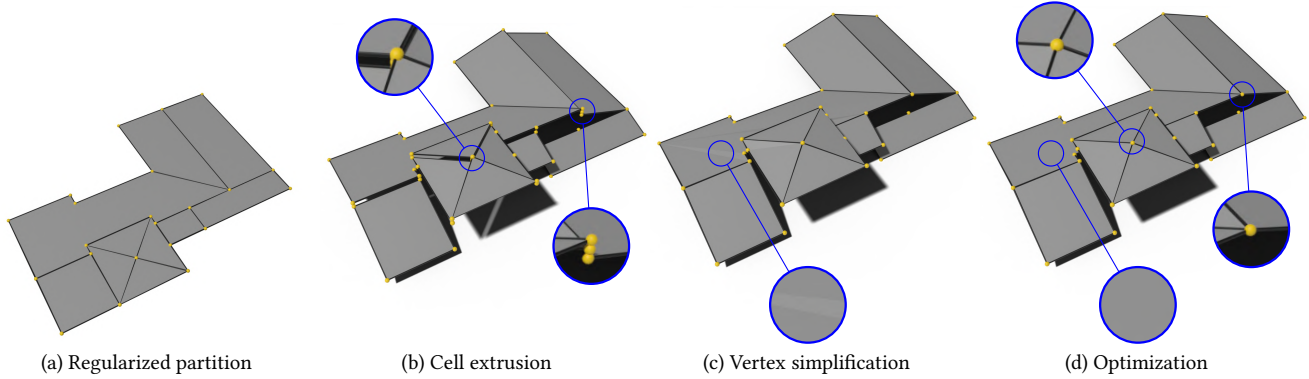 (a) Regularized partition
(b) Cell extrusion
(c) Vertex simplification
(d) Optimization